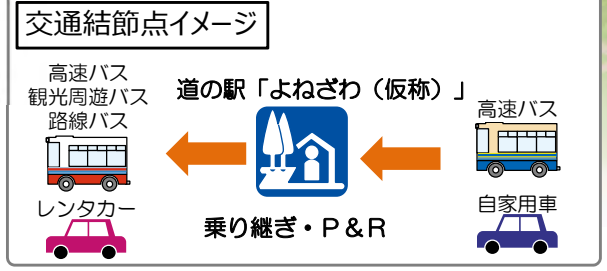 交通結節点イメージ
高速バス
観光周遊バス
路線バス
道の駅「よねざわ（仮称）」
高速バス
レンタカー
乗り継ぎ・P＆R
自家用車